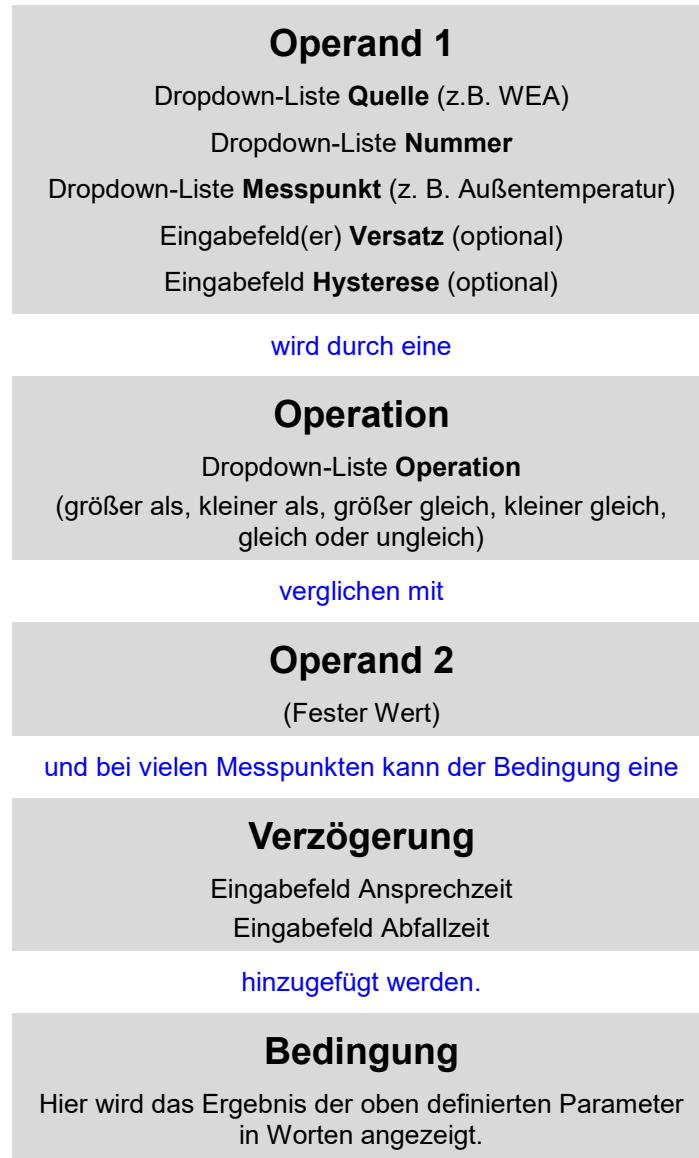 Operand 1
Dropdown-Liste Quelle (z.B. WEA)
Dropdown-Liste Nummer
Dropdown-Liste Messpunkt (z. B. Außentemperatur)
Eingabefeld(er) Versatz (optional)
Eingabefeld Hysterese (optional)
wird durch eine
Operation
Dropdown-Liste Operation
(größer als, kleiner als, größer gleich, kleiner gleich,
gleich oder ungleich)
verglichen mit
Operand 2
(Fester Wert)
und bei vielen Messpunkten kann der Bedingung eine
Verzögerung
Eingabefeld Ansprechzeit
Eingabefeld Abfallzeit
hinzugefügt werden.
Bedingung
Hier wird das Ergebnis der oben definierten Parameter
in Worten angezeigt.